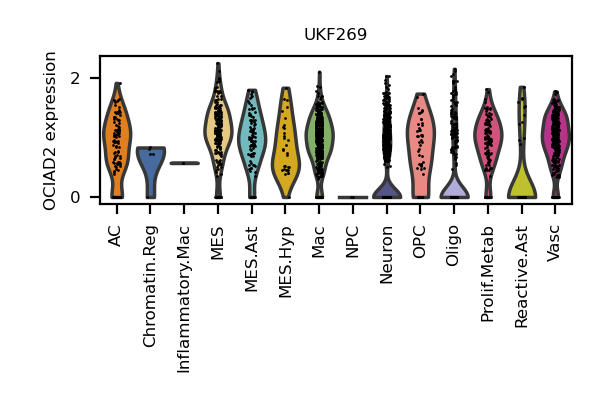 UKF269
OCIAD2 expression
2
0
AC
Chromatin.Reg
Inflammatory.Mac
MES
MES.Ast
MES.Hyp
Mac
NPC
Neuron
OPC
Oligo
Prolif.Metab
Reactive.Ast
Vasc